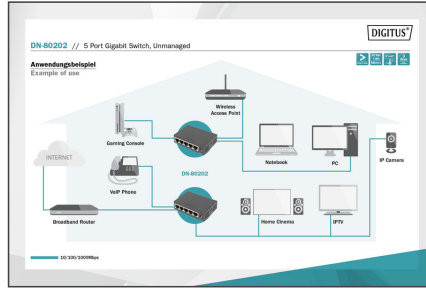 DIGITUS®
DN-80202 // 5 Port Gigabit Switch, Unmanaged
Anwendungsbeispiel
Example of use
Wireless
Access Point
Gaming Console
INTERNET
Notebook
PC
IP Camera
DN-80202
VoIP Phone
Broadband Router
Home Cinema
IPTV
10/100/1000Mbps